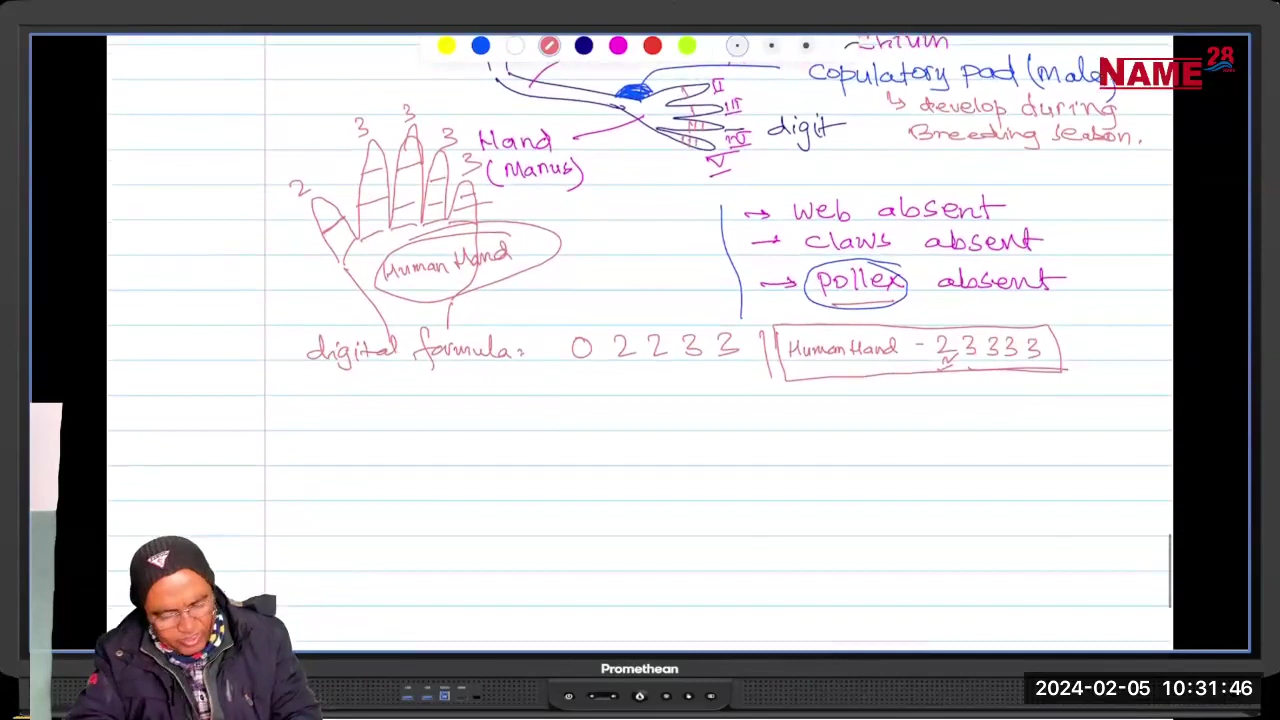 NAME 28
Copulatory pad (male)
↳ develop during
Breeding season.
II
III
IV
V
digit
Hand
(Manus)
2 3 3 3 3
Human Hand
→ web absent
→ claws absent
→ pollex absent
digital formula = 0 2 2 3 3 || Human Hand - 2 3 3 3 3
Promethean
2024-02-05 10:31:46